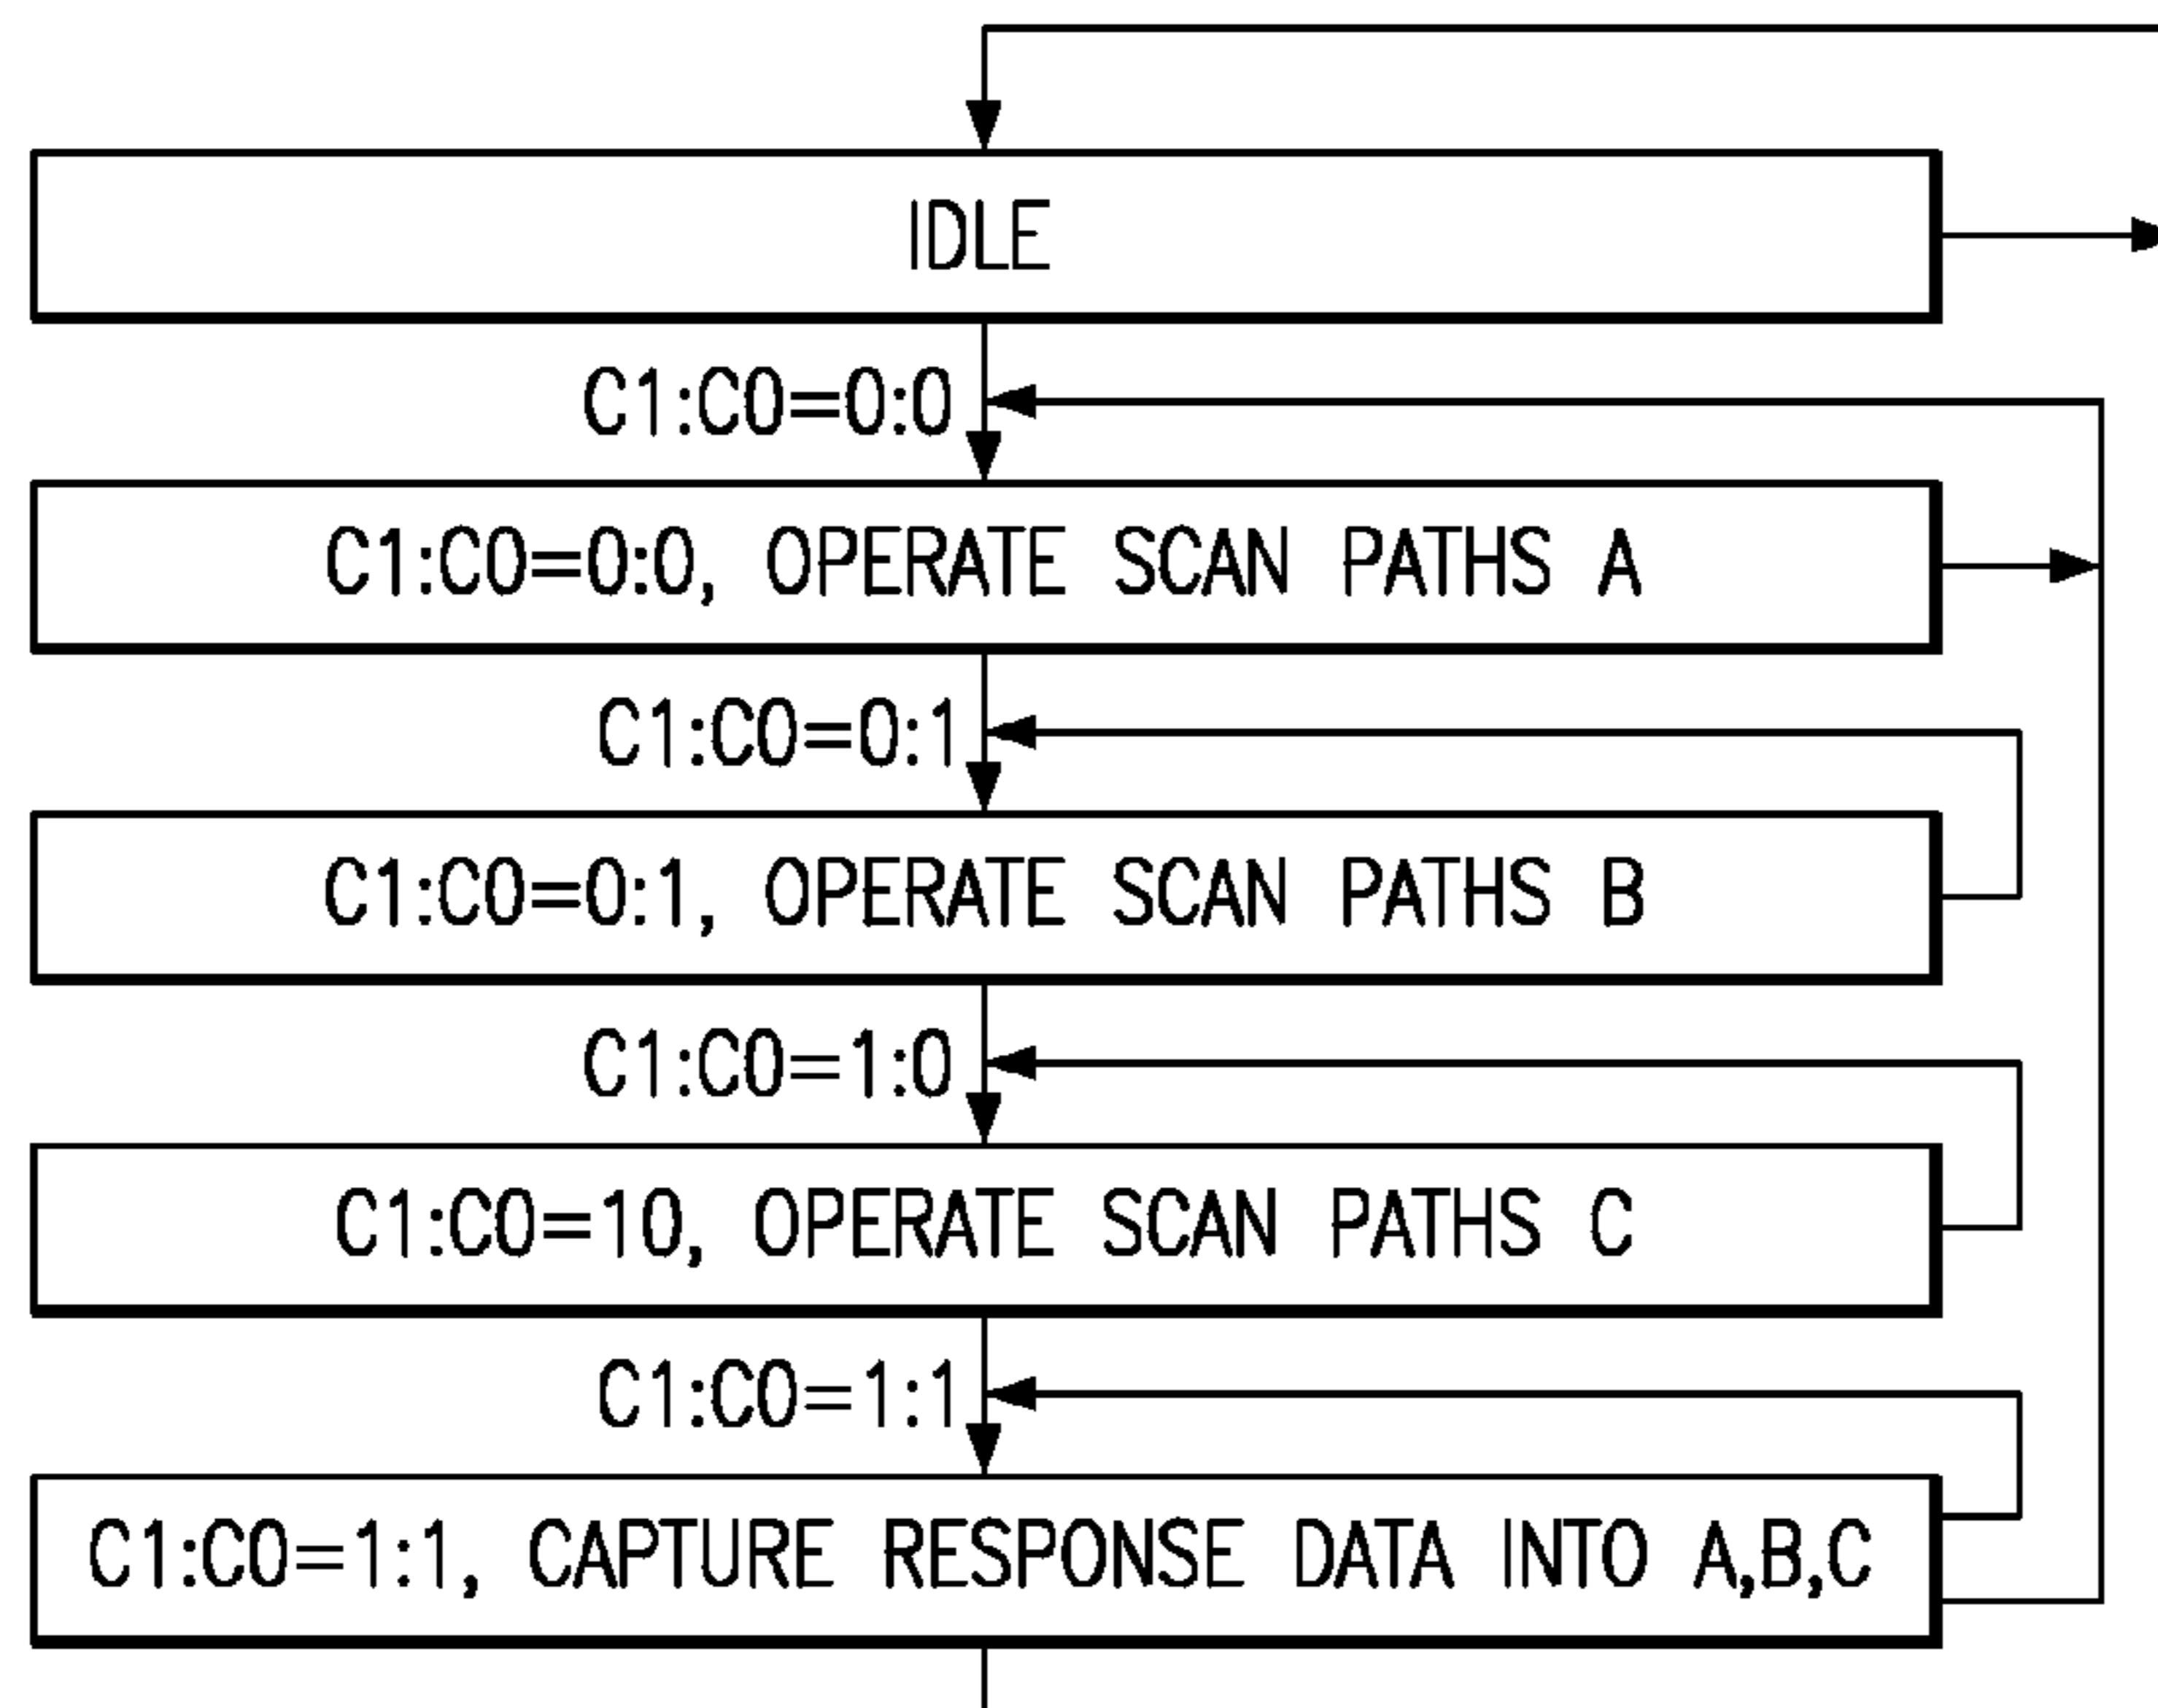 IDLE
C1:C0=0:0
C1:C0=0:0, OPERATE SCAN PATHS A
C1:C0=0:1
C1:C0=0:1, OPERATE SCAN PATHS B
C1:C0=1:0
C1:C0=10, OPERATE SCAN PATHS C
C1:C0=1:1
C1:C0=1:1, CAPTURE RESPONSE DATA INTO A,B,C